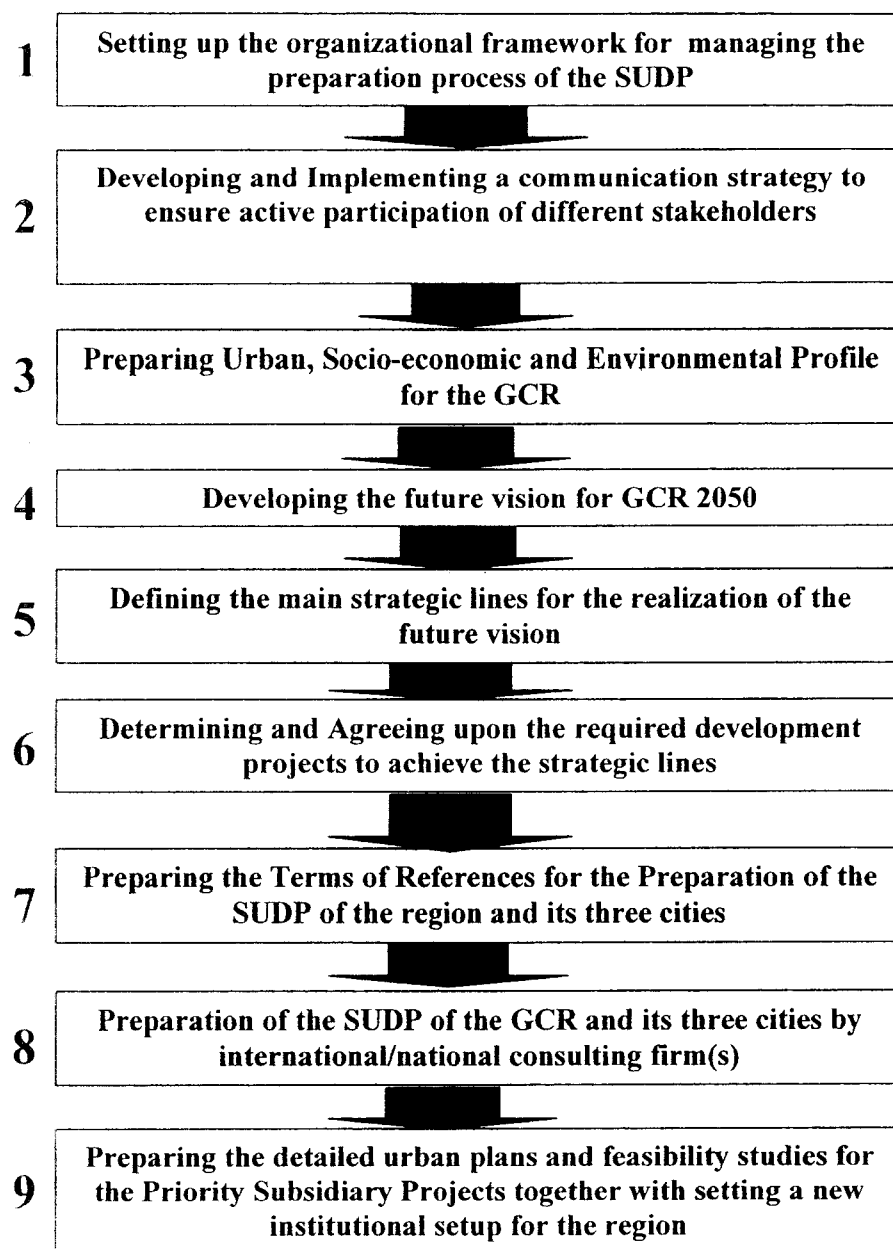 1
Setting up the organizational framework for managing the
preparation process of the SUDP
2
Developing and Implementing a communication strategy to
ensure active participation of different stakeholders
3
Preparing Urban, Socio-economic and Environmental Profile
for the GCR
4
Developing the future vision for GCR 2050
5
Defining the main strategic lines for the realization of the
future vision
6
Determining and Agreeing upon the required development
projects to achieve the strategic lines
7
Preparing the Terms of References for the Preparation of the
SUDP of the region and its three cities
8
Preparation of the SUDP of the GCR and its three cities by
international/national consulting firm(s)
9
Preparing the detailed urban plans and feasibility studies for
the Priority Subsidiary Projects together with setting a new
institutional setup for the region